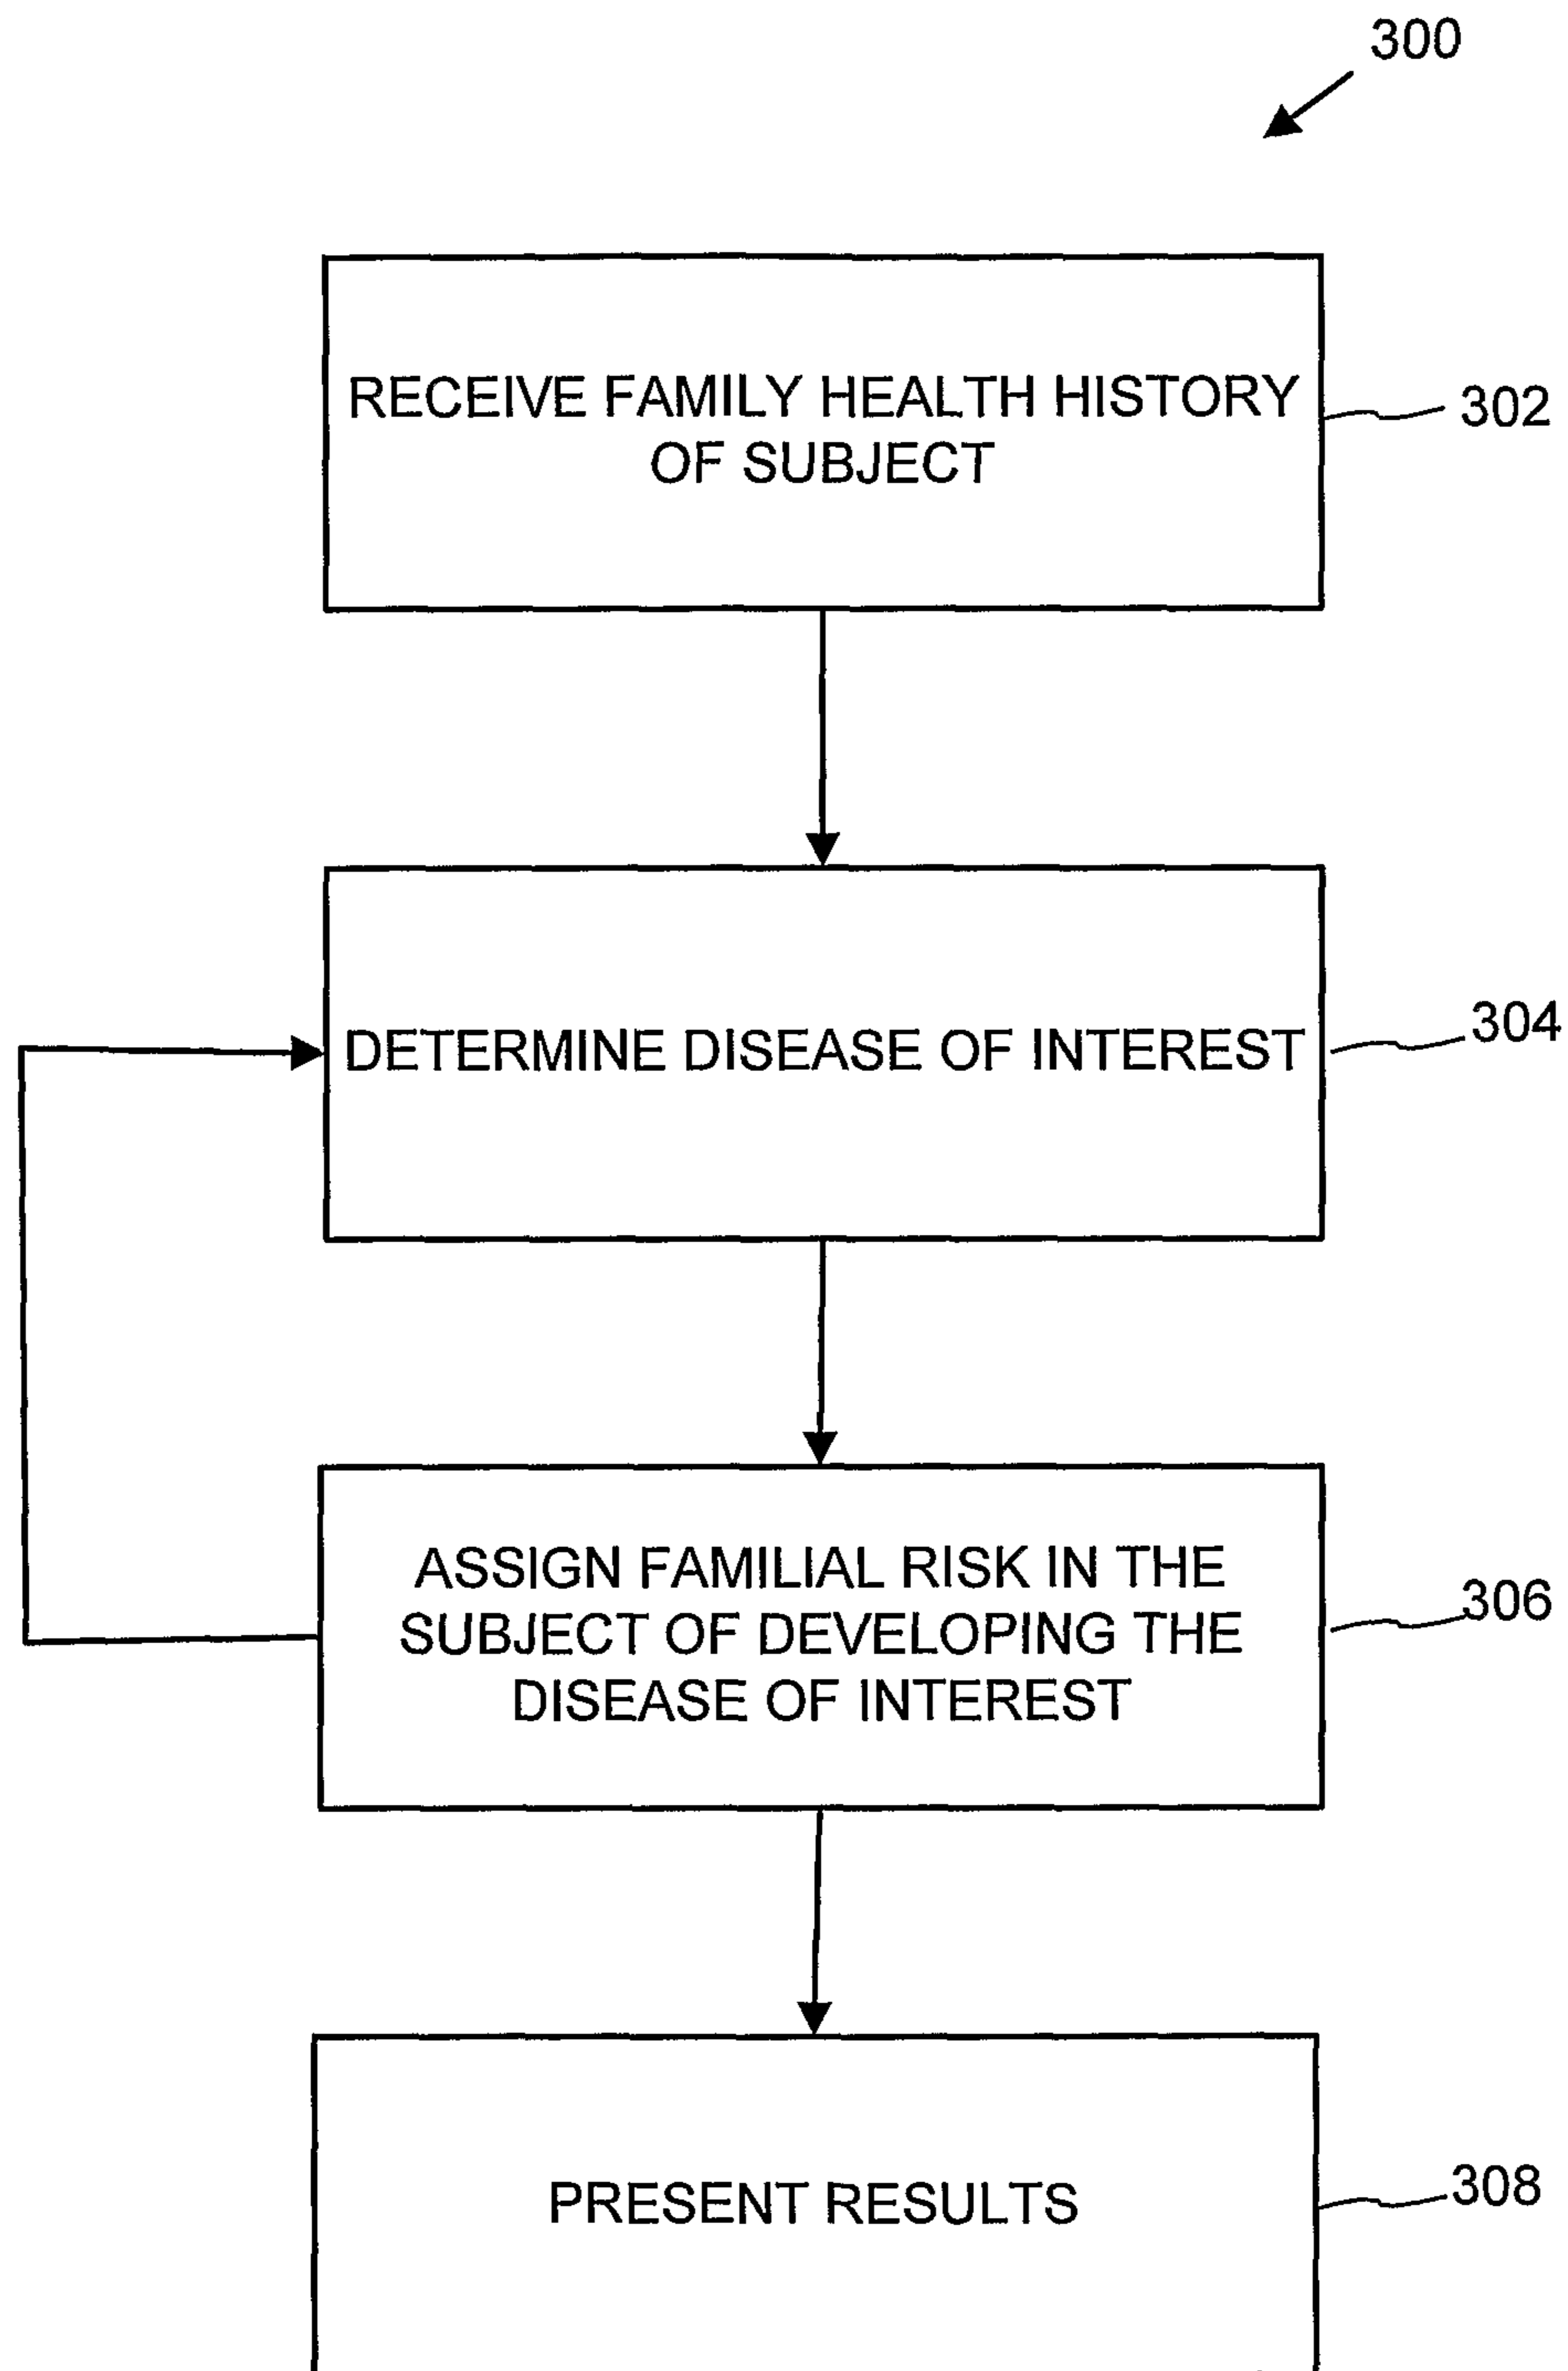 300
RECEIVE FAMILY HEALTH HISTORY
OF SUBJECT
302
DETERMINE DISEASE OF INTEREST
304
ASSIGN FAMILIAL RISK IN THE
SUBJECT OF DEVELOPING THE
DISEASE OF INTEREST
306
PRESENT RESULTS
308